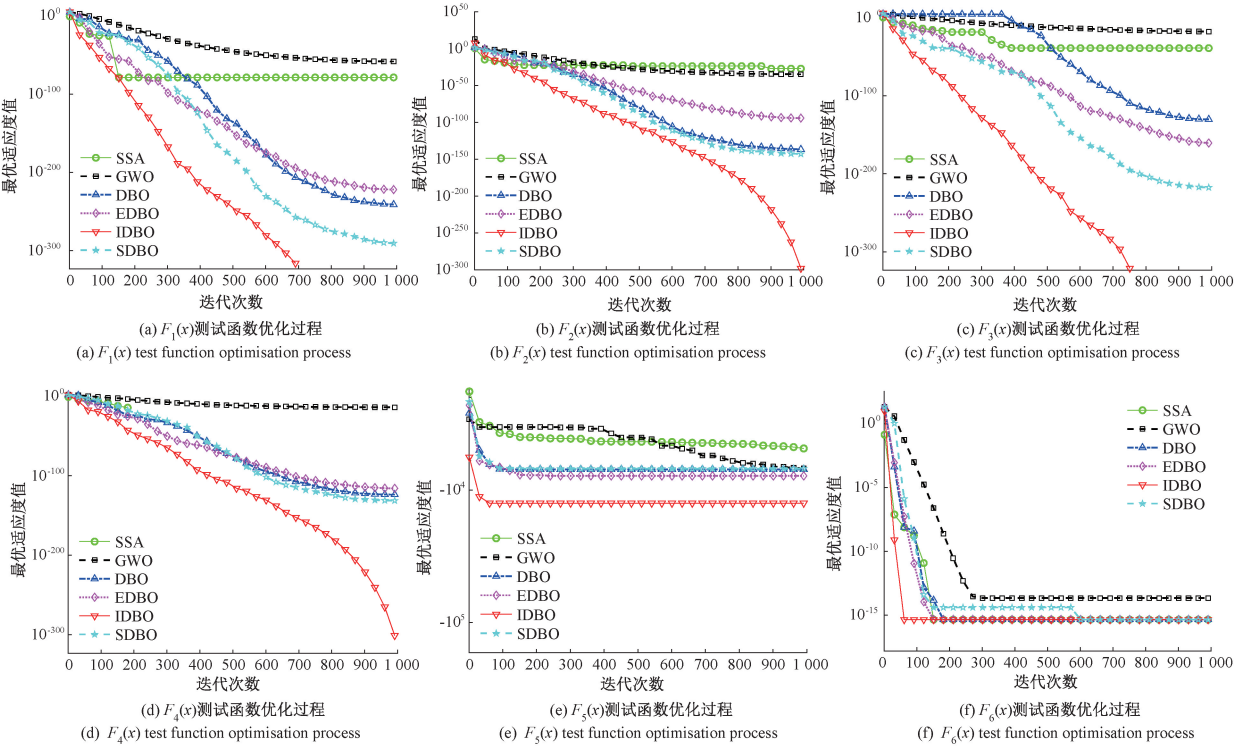 10^0
10^-100
10^-200
10^-300
最优适应度值
SSA
GWO
DBO
EDBO
IDBO
SDBO
0 100 200 300 400 500 600 700 800 900 1 000
迭代次数
(a) F1(x)测试函数优化过程
(a) F1(x) test function optimisation process
10^50
10^0
10^-50
10^-100
10^-150
10^-200
10^-250
10^-300
最优适应度值
SSA
GWO
DBO
EDBO
IDBO
SDBO
0 100 200 300 400 500 600 700 800 900 1 000
迭代次数
(b) F2(x)测试函数优化过程
(b) F2(x) test function optimisation process
10
10^-100
10^-200
10^-300
最优适应度值
SSA
GWO
DBO
EDBO
IDBO
SDBO
0 100 200 300 400 500 600 700 800 900 1 000
迭代次数
(c) F3(x)测试函数优化过程
(c) F3(x) test function optimisation process
10^0
10^-100
10^-200
10^-300
最优适应度值
SSA
GWO
DBO
EDBO
IDBO
SDBO
0 100 200 300 400 500 600 700 800 900 1 000
迭代次数
(d) F4(x)测试函数优化过程
(d) F4(x) test function optimisation process
-10^4
-10^5
最优适应度值
SSA
GWO
DBO
EDBO
IDBO
SDBO
0 100 200 300 400 500 600 700 800 900 1 000
迭代次数
(e) F5(x)测试函数优化过程
(e) F5(x) test function optimisation process
10^0
10^-5
10^-10
10^-15
最优适应度值
SSA
GWO
DBO
EDBO
IDBO
SDBO
0 100 200 300 400 500 600 700 800 900 1 000
迭代次数
(f) F6(x)测试函数优化过程
(f) F6(x) test function optimisation process